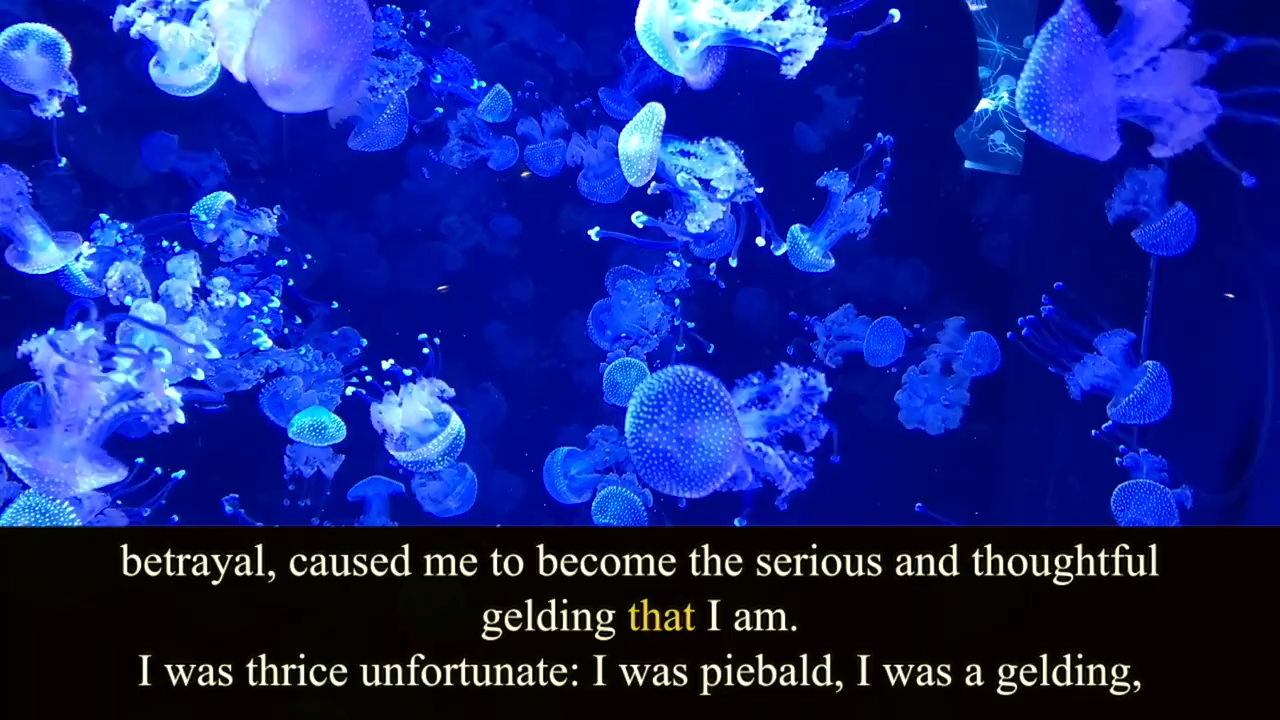 betrayal, caused me to become the serious and thoughtful
gelding that I am.
I was thrice unfortunate: I was piebald, I was a gelding,